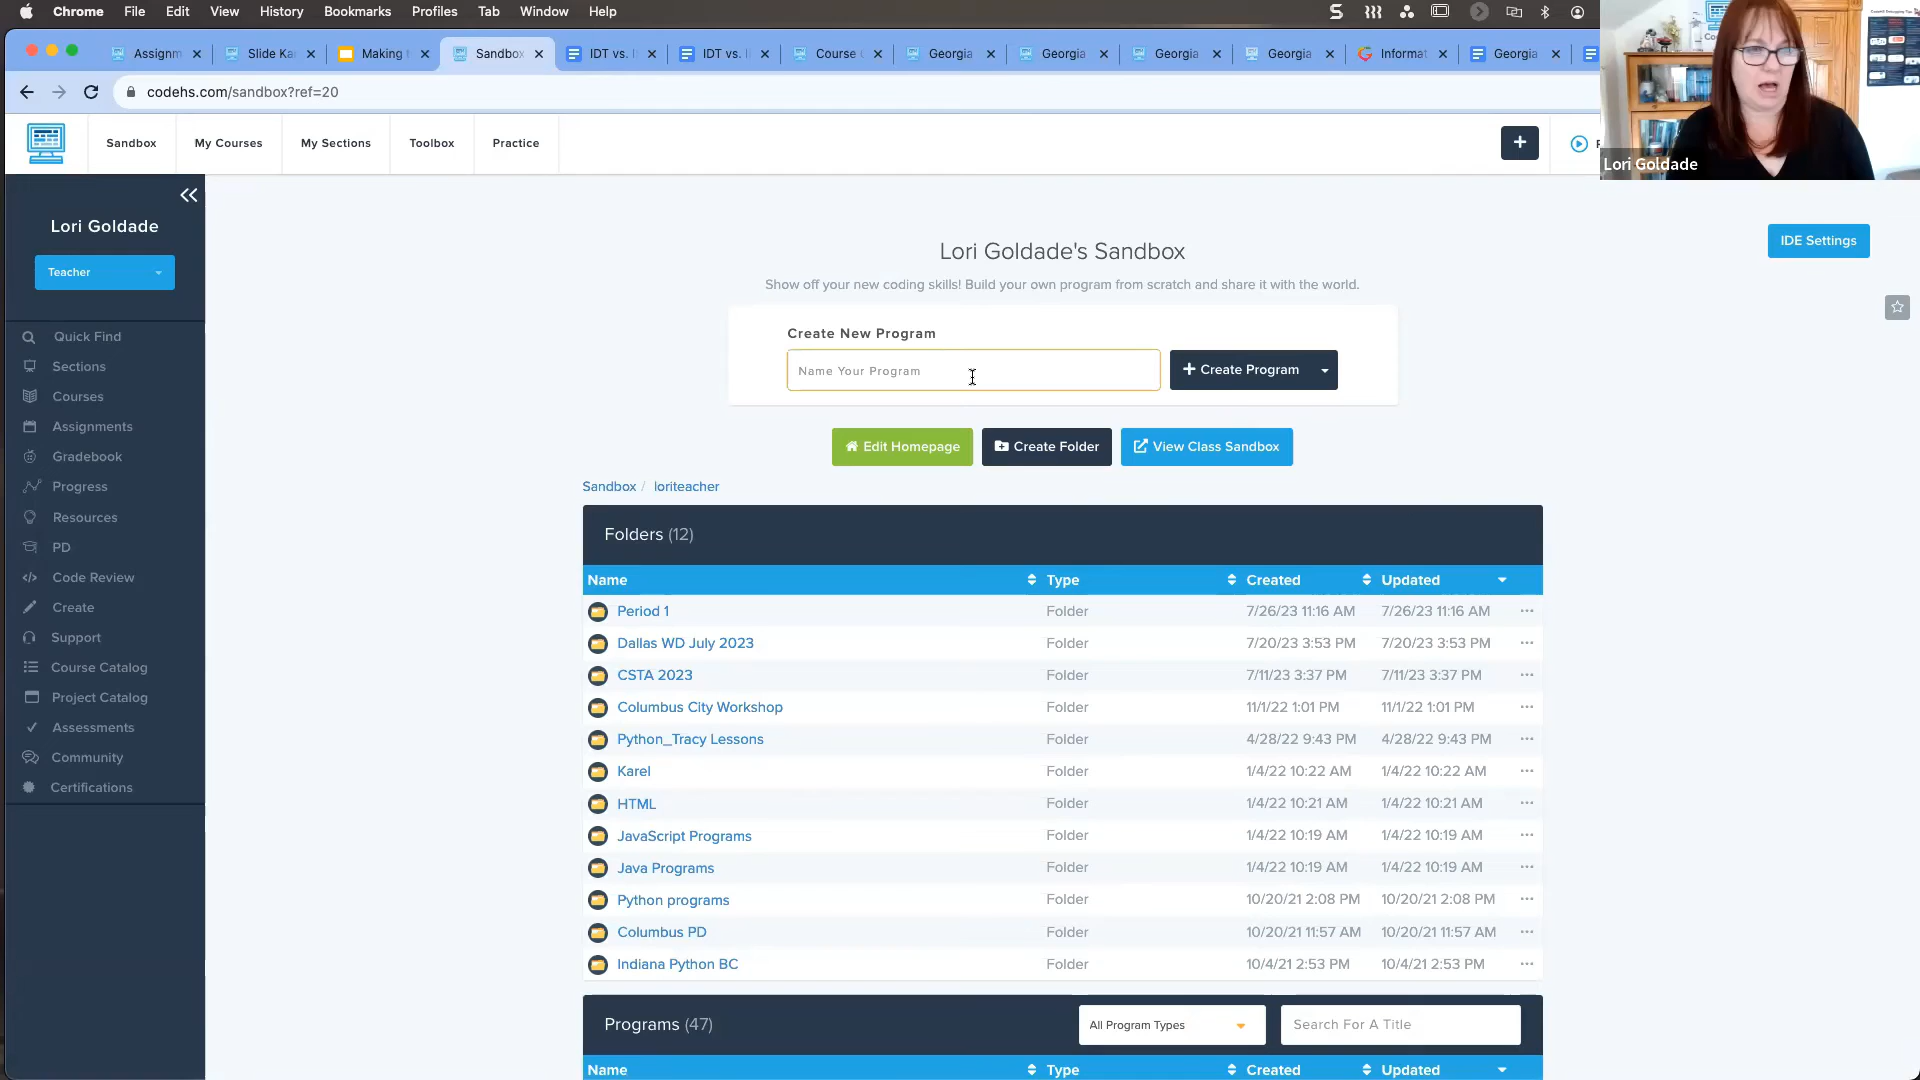 Chrome File Edit View History Bookmarks Profiles Tab Window Help
Assignm Slide Ka Making Sandbox IDT vs. IDT vs. Course Georgia Georgia Georgia Georgia Informat Georgia
codehs.com/sandbox?ref=20
Sandbox My Courses My Sections Toolbox Practice
Lori Goldade
Lori Goldade
Teacher
Quick Find
Sections
Courses
Assignments
Gradebook
Progress
Resources
PD
Code Review
Create
Support
Course Catalog
Project Catalog
Assessments
Community
Certifications
IDE Settings
Lori Goldade's Sandbox
Show off your new coding skills! Build your own program from scratch and share it with the world.
Create New Program
Name Your Program
Create Program
Edit Homepage Create Folder View Class Sandbox
Sandbox / loriteacher
Folders (12)
Name Type Created Updated
Period 1 Folder 7/26/23 11:16 AM 7/26/23 11:16 AM
Dallas WD July 2023 Folder 7/20/23 3:53 PM 7/20/23 3:53 PM
CSTA 2023 Folder 7/11/23 3:37 PM 7/11/23 3:37 PM
Columbus City Workshop Folder 11/1/22 1:01 PM 11/1/22 1:01 PM
Python_Tracy Lessons Folder 4/28/22 9:43 PM 4/28/22 9:43 PM
Karel Folder 1/4/22 10:22 AM 1/4/22 10:22 AM
HTML Folder 1/4/22 10:21 AM 1/4/22 10:21 AM
JavaScript Programs Folder 1/4/22 10:19 AM 1/4/22 10:19 AM
Java Programs Folder 1/4/22 10:19 AM 1/4/22 10:19 AM
Python programs Folder 10/20/21 2:08 PM 10/20/21 2:08 PM
Columbus PD Folder 10/20/21 11:57 AM 10/20/21 11:57 AM
Indiana Python BC Folder 10/4/21 2:53 PM 10/4/21 2:53 PM
Programs (47) All Program Types Search For A Title
Name Type Created Updated